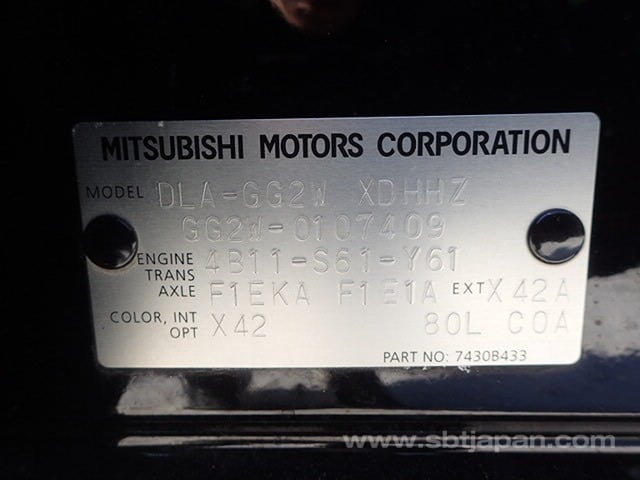 MITSUBISHI MOTORS CORPORATION
MODEL DLA-GG2W XDHHZ
GG2W-0107409
ENGINE 4B11-S61-Y61
TRANS
AXLE F1EKA F1E1A EXT X42A
COLOR, INT X42 80L C0A
OPT
PART NO: 7430B433
www.sbtjapan.com